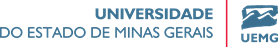 UNIVERSIDADE
DO ESTADO DE MINAS GERAIS
UEMG